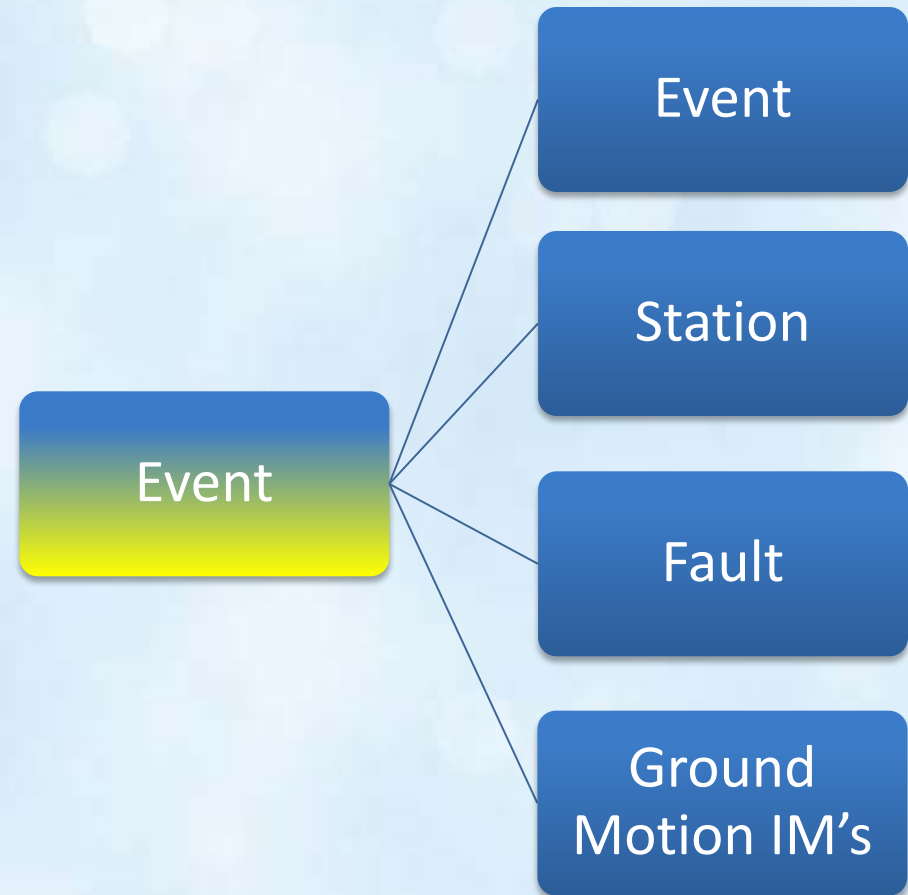 Event
Station
Event
Fault
Ground
Motion IM’s